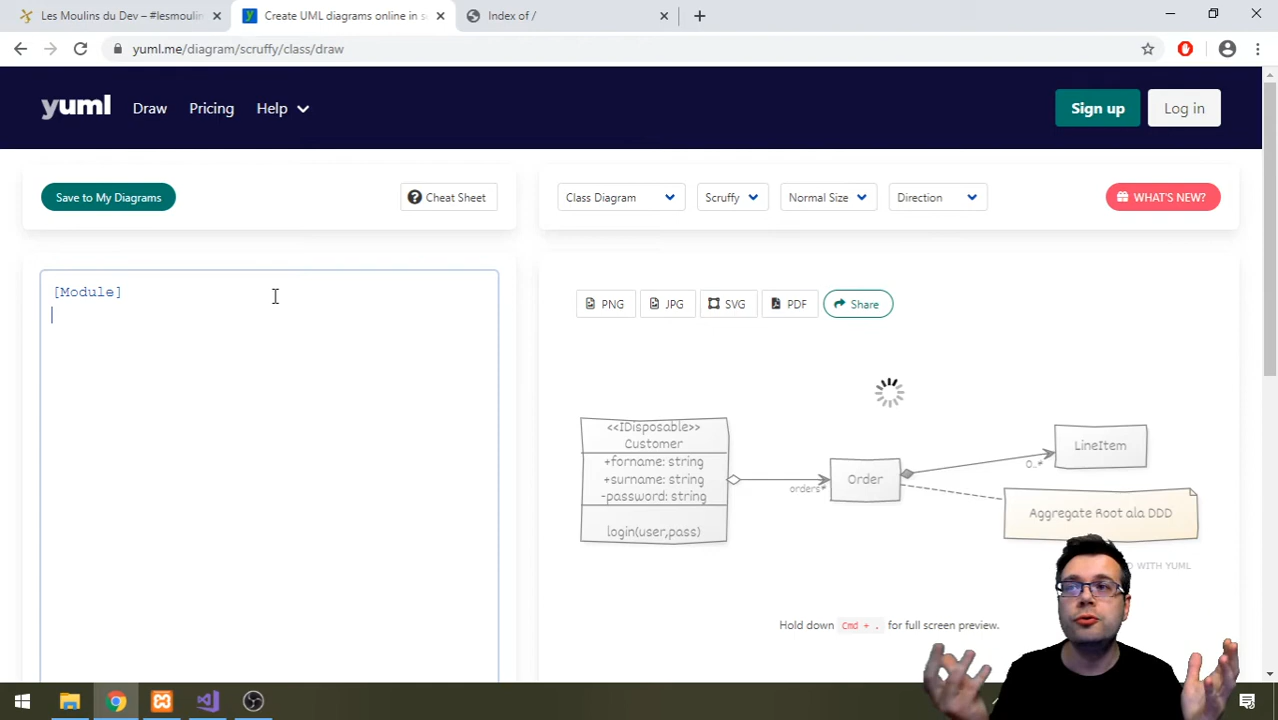 Les Moulins du Dev – #lesmoulin
Create UML diagrams online in s
Index of /
yuml.me/diagram/scruffy/class/draw
yuml
Draw
Pricing
Help
Sign up
Log in
Save to My Diagrams
Cheat Sheet
Class Diagram
Scruffy
Normal Size
Direction
WHAT'S NEW?
[Module]
PNG
JPG
SVG
PDF
Share
<<IDisposable>>
Customer
+forname: string
+surname: string
-password: string
login(user,pass)
orders*
Order
0..*
LineItem
Aggregate Root ala DDD
WITH YUML
Hold down Cmd + . for full screen preview.